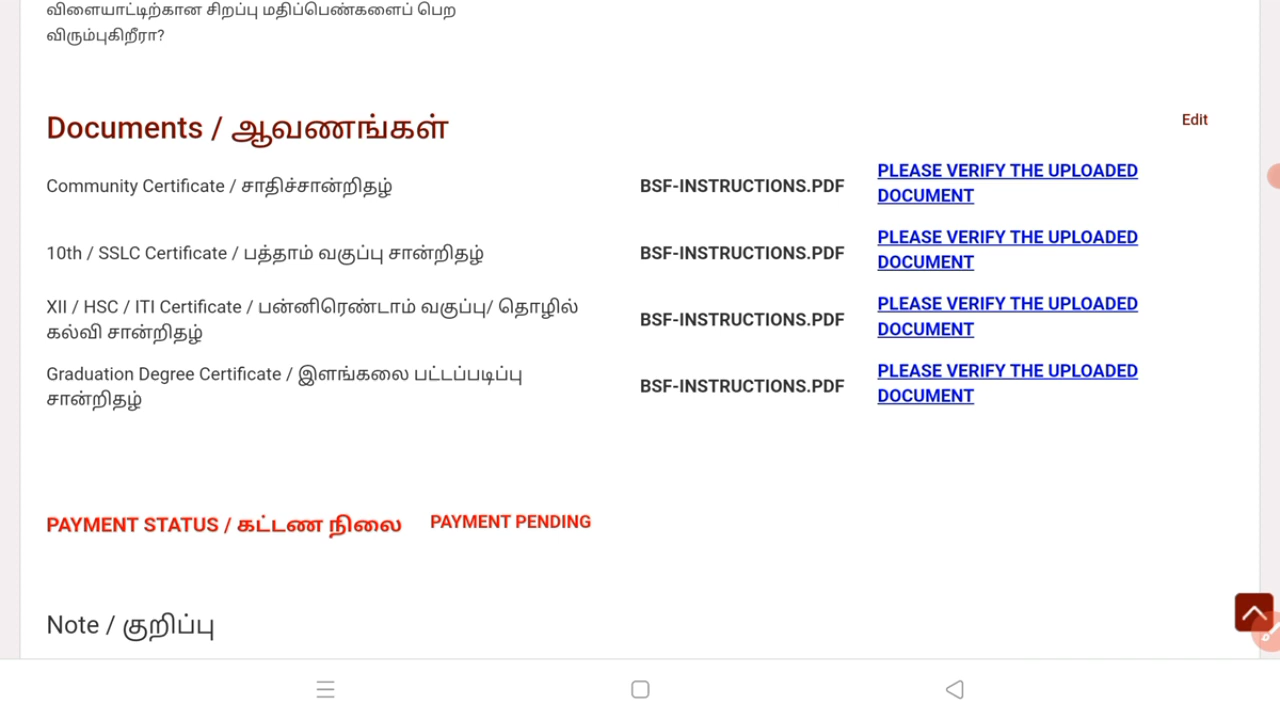 விளையாட்டிற்கான சிறப்பு மதிப்பெண்களைப் பெற
விரும்புகிறீரா?
Documents / ஆவணங்கள்
Edit
Community Certificate / சாதிச்சான்றிதழ்
BSF-INSTRUCTIONS.PDF
PLEASE VERIFY THE UPLOADED
DOCUMENT
10th / SSLC Certificate / பத்தாம் வகுப்பு சான்றிதழ்
BSF-INSTRUCTIONS.PDF
PLEASE VERIFY THE UPLOADED
DOCUMENT
XII / HSC / ITI Certificate / பன்னிரெண்டாம் வகுப்பு/ தொழில்
கல்வி சான்றிதழ்
BSF-INSTRUCTIONS.PDF
PLEASE VERIFY THE UPLOADED
DOCUMENT
Graduation Degree Certificate / இளங்கலை பட்டப்படிப்பு
சான்றிதழ்
BSF-INSTRUCTIONS.PDF
PLEASE VERIFY THE UPLOADED
DOCUMENT
PAYMENT STATUS / கட்டண நிலை
PAYMENT PENDING
Note / குறிப்பு